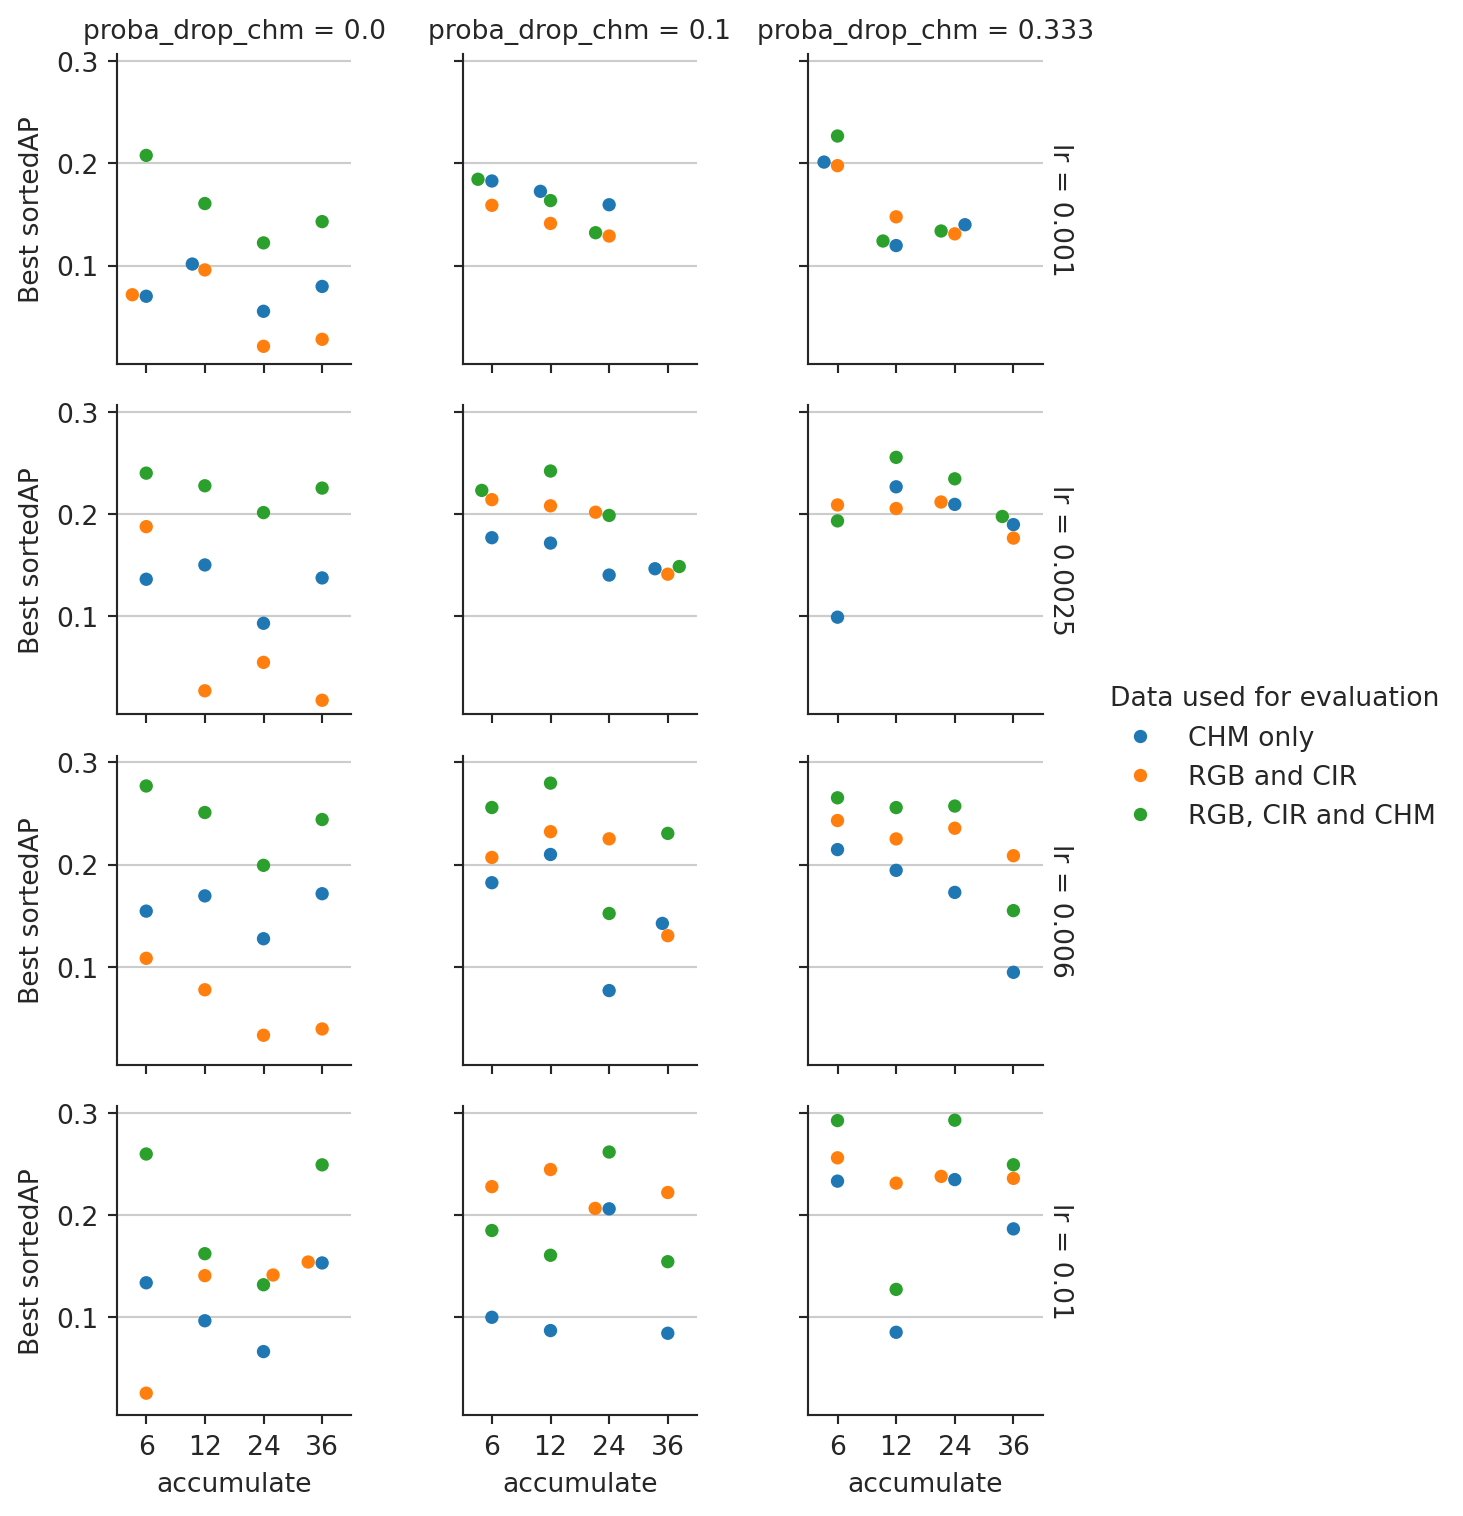 proba_drop_chm = 0.0
proba_drop_chm = 0.1
proba_drop_chm = 0.333
0.3
0.2
0.1
Best sortedAP
lr = 0.001
0.3
0.2
0.1
Best sortedAP
lr = 0.0025
Data used for evaluation
CHM only
RGB and CIR
RGB, CIR and CHM
0.3
0.2
0.1
Best sortedAP
lr = 0.006
0.3
0.2
0.1
Best sortedAP
lr = 0.01
6 12 24 36
6 12 24 36
6 12 24 36
accumulate
accumulate
accumulate